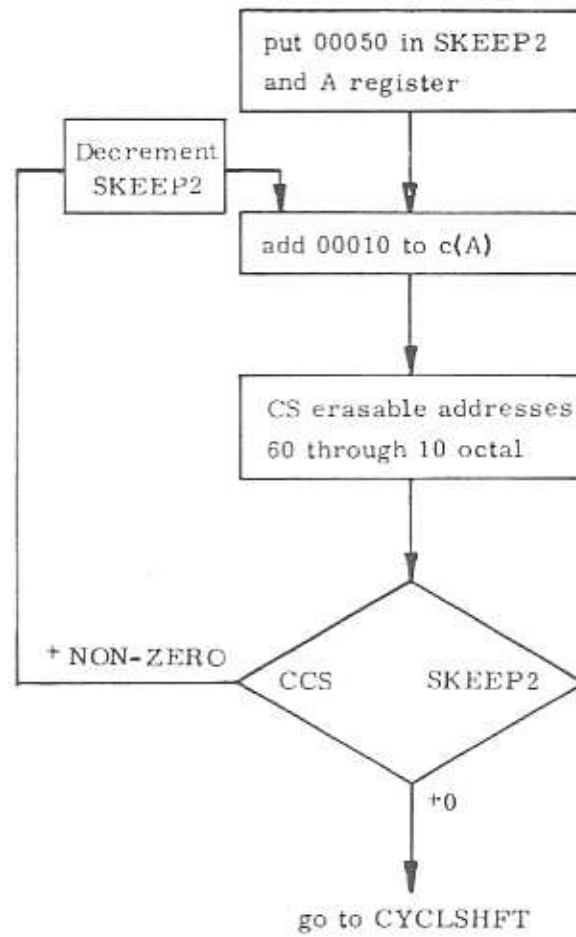 put 00050 in SKEEP2
and A register
Decrement
SKEEP2
add 00010 to c(A)
CS erasable addresses
60 through 10 octal
+ NON-ZERO
CCS SKEEP2
+0
go to CYCLSHFT